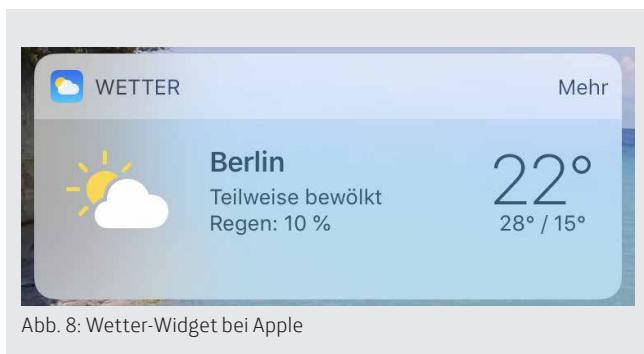 WETTER Mehr
Berlin
Teilweise bewölkt
Regen: 10 %
22°
28° / 15°
Abb. 8: Wetter-Widget bei Apple